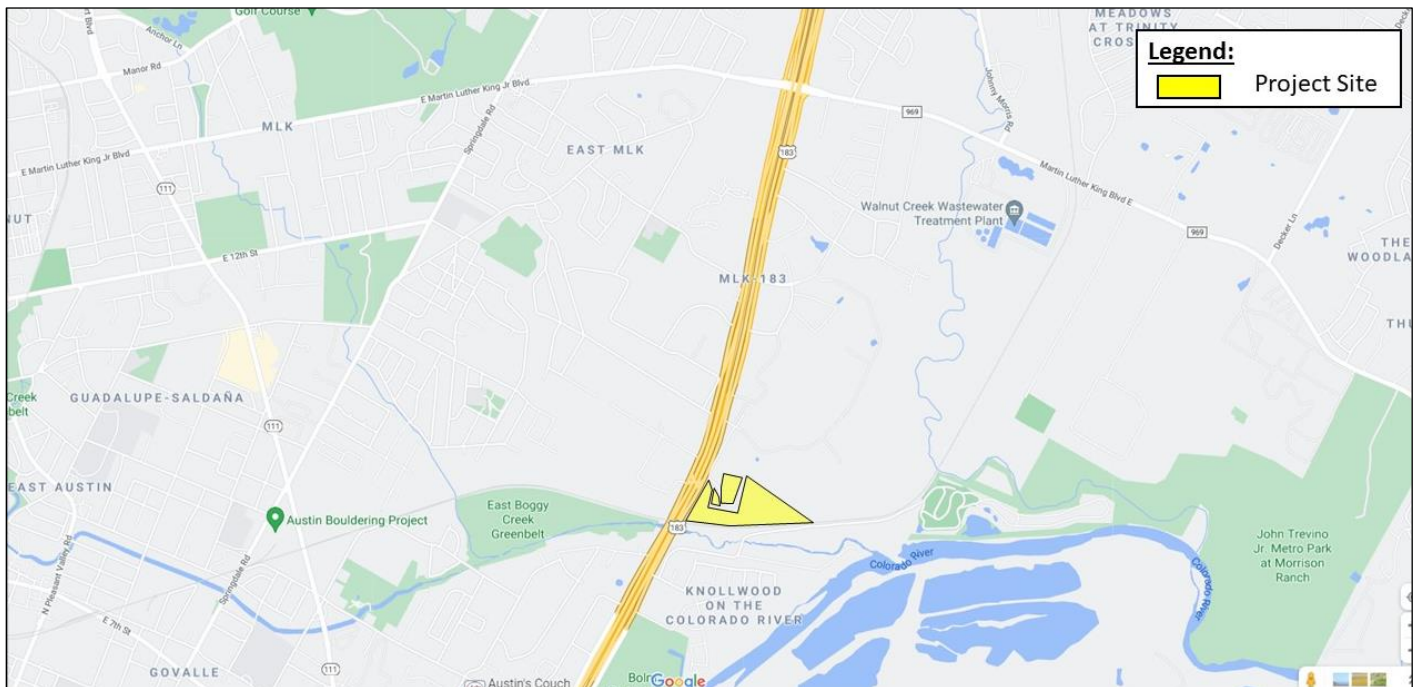 Golf Course
Anchor Ln
Manor Rd
E Martin Luther King Jr Blvd
MLK
E Martin Luther King Jr Blvd
Springdale Rd
111
EAST MLK
183
MEADOWS
AT TRINITY
Legend:
Project Site
Johnny Morris Rd
969
Martin Luther King Blvd E
Walnut Creek Wastewater
Treatment Plant
969
Decker Ln
THE
E 12th St
MLK-183
GUADALUPE-SALDAÑA
Creek
111
EAST AUSTIN
Austin Bouldering Project
East Boggy
Creek
Greenbelt
183
Colorado River
John Trevino
Jr. Metro Park
at Morrison
Ranch
Colorado River
KNOLLWOOD
ON THE
COLORADO RIVER
N Pleasant Valley Rd
Springdale Rd
E 7th St
GOVALLE
111
Austin's Couch
Google